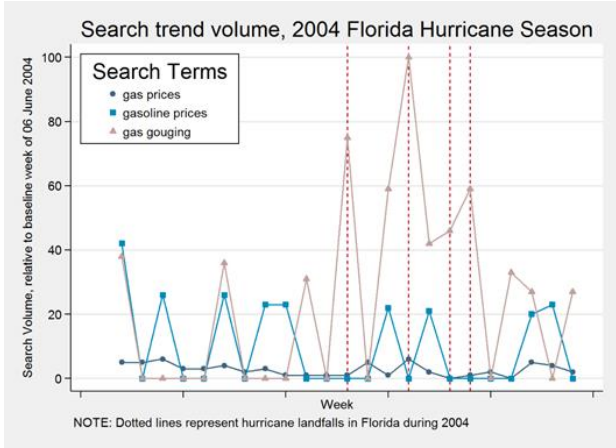 Search trend volume, 2004 Florida Hurricane Season
Search Volume, relative to baseline week of 06 June 2004
100
80
60
40
20
0
Search Terms
gas prices
gasoline prices
gas gouging
Week
NOTE: Dotted lines represent hurricane landfalls in Florida during 2004